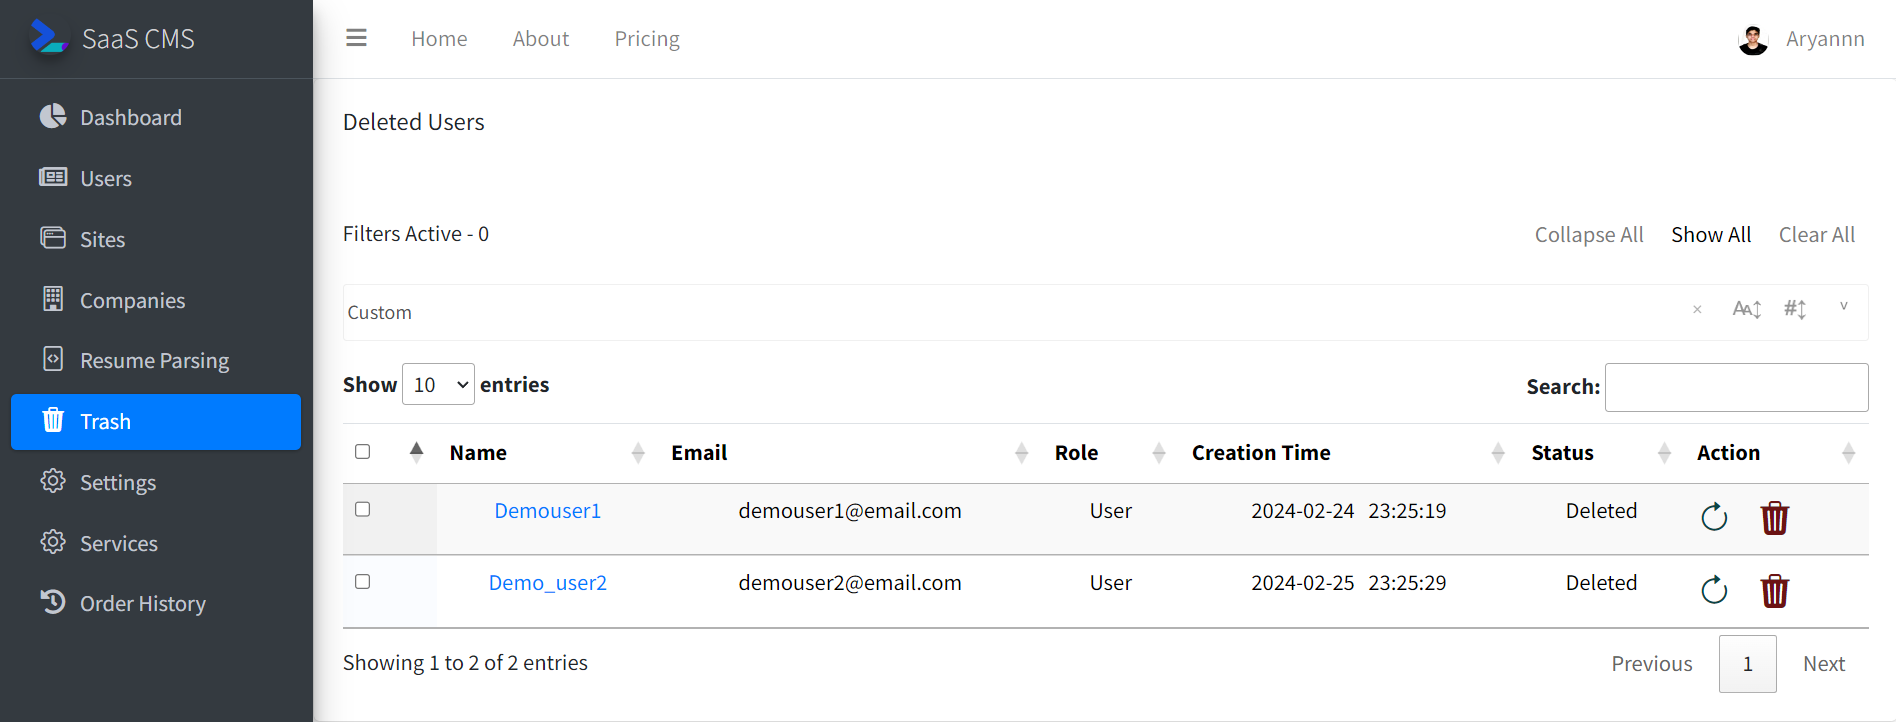 SaaS CMS
Home About Pricing
Aryannn
Dashboard
Users
Sites
Companies
Resume Parsing
Trash
Settings
Services
Order History
Deleted Users
Filters Active - 0
Collapse All Show All Clear All
Custom
Show 10 entries
Search:
Name Email Role Creation Time Status Action
Demouser1 demouser1@email.com User 2024-02-24 23:25:19 Deleted
Demo_user2 demouser2@email.com User 2024-02-25 23:25:29 Deleted
Showing 1 to 2 of 2 entries
Previous 1 Next